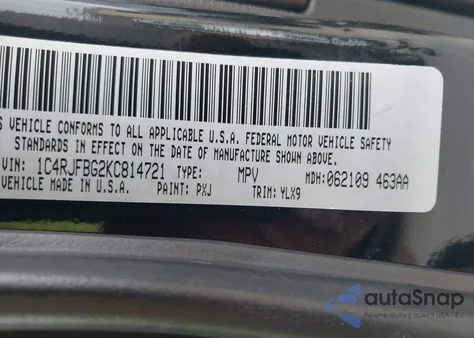 S VEHICLE CONFORMS TO ALL APPLICABLE U.S.A. FEDERAL MOTOR VEHICLE SAFETY
STANDARDS IN EFFECT ON THE DATE OF MANUFACTURE SHOWN ABOVE.
VIN: 1C4RJFBG2KC814721 TYPE: MPV MDH: 062109 463AA
VEHICLE MADE IN U.S.A. PAINT: PXJ TRIM: YLX9
autoSnap